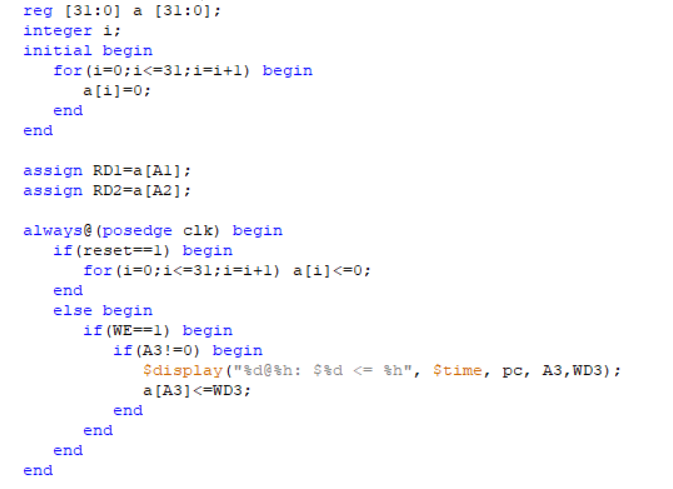 reg [31:0] a [31:0];
integer i;
initial begin
   for(i=0;i<=31;i=i+1) begin
      a[i]=0;
   end
end

assign RD1=a[A1];
assign RD2=a[A2];

always@(posedge clk) begin
   if(reset==1) begin
      for(i=0;i<=31;i=i+1) a[i]<=0;
   end
   else begin
      if(WE==1) begin
         if(A3!=0) begin
            $display("%d@%h: $%d <= %h", $time, pc, A3,WD3);
            a[A3]<=WD3;
         end
      end
   end
end